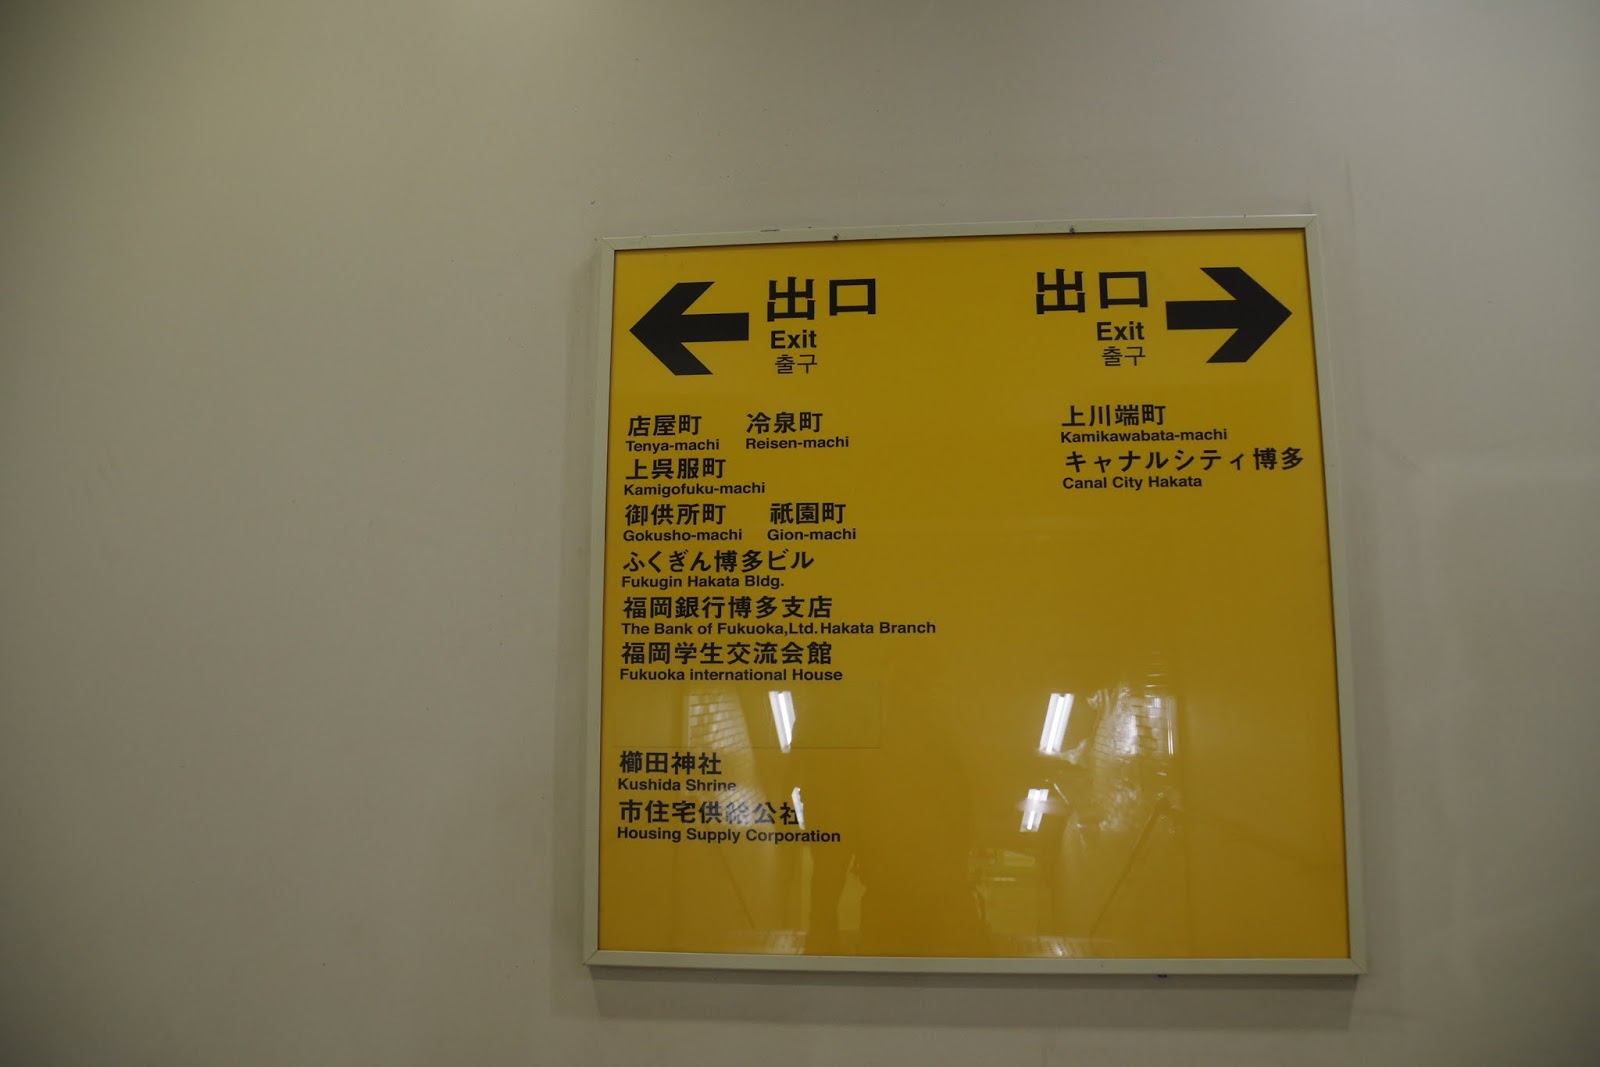 出口
Exit
출구
店屋町 冷泉町
Tenya-machi Reisen-machi
上呉服町
Kamigofuku-machi
御供所町 祇園町
Gokusho-machi Gion-machi
ふくぎん博多ビル
Fukugin Hakata Bldg.
福岡銀行博多支店
The Bank of Fukuoka,Ltd. Hakata Branch
福岡学生交流会館
Fukuoka international House
櫛田神社
Kushida Shrine
市住宅供給公社
Housing Supply Corporation
出口
Exit
출구
上川端町
Kamikawabata-machi
キャナルシティ博多
Canal City Hakata